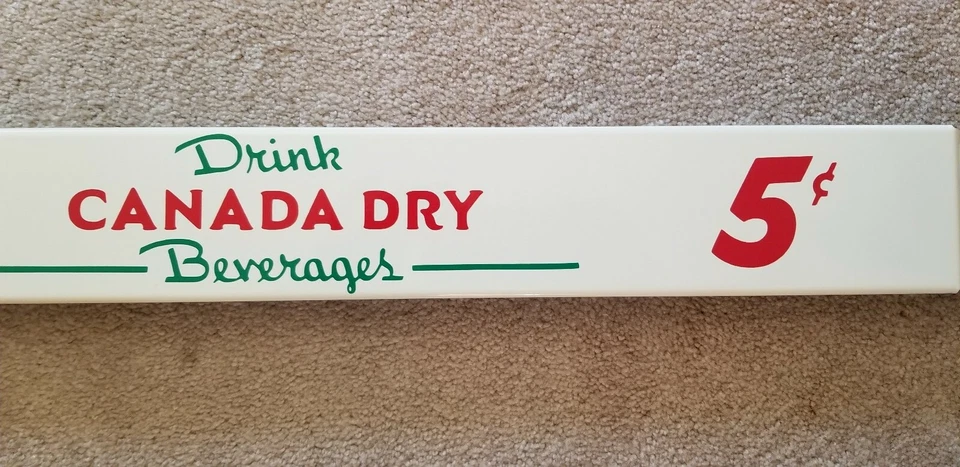 Drink
CANADA DRY
Beverages
5¢